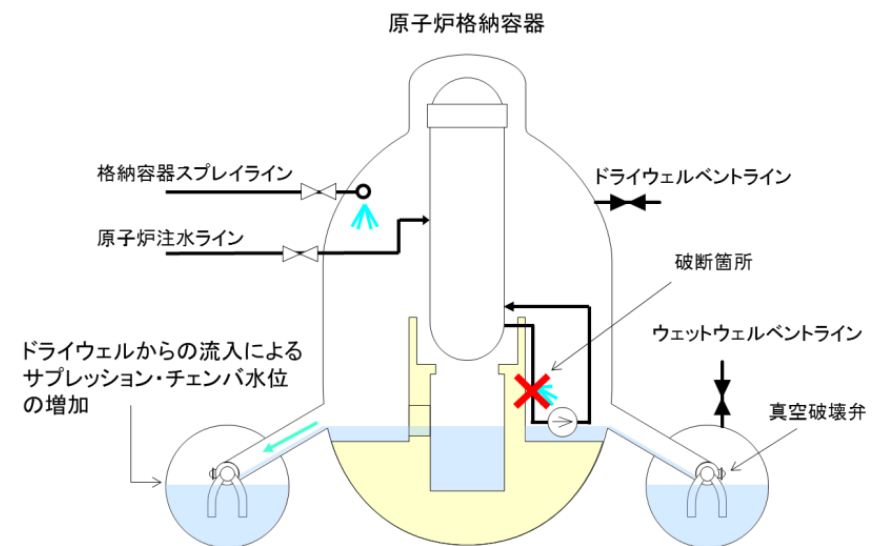 原子炉格納容器
格納容器スプレイライン
ドライウェルベントライン
原子炉注水ライン
破断箇所
ウェットウェルベントライン
ドライウェルからの流入による
サプレッション・チェンバ水位
の増加
真空破壊弁